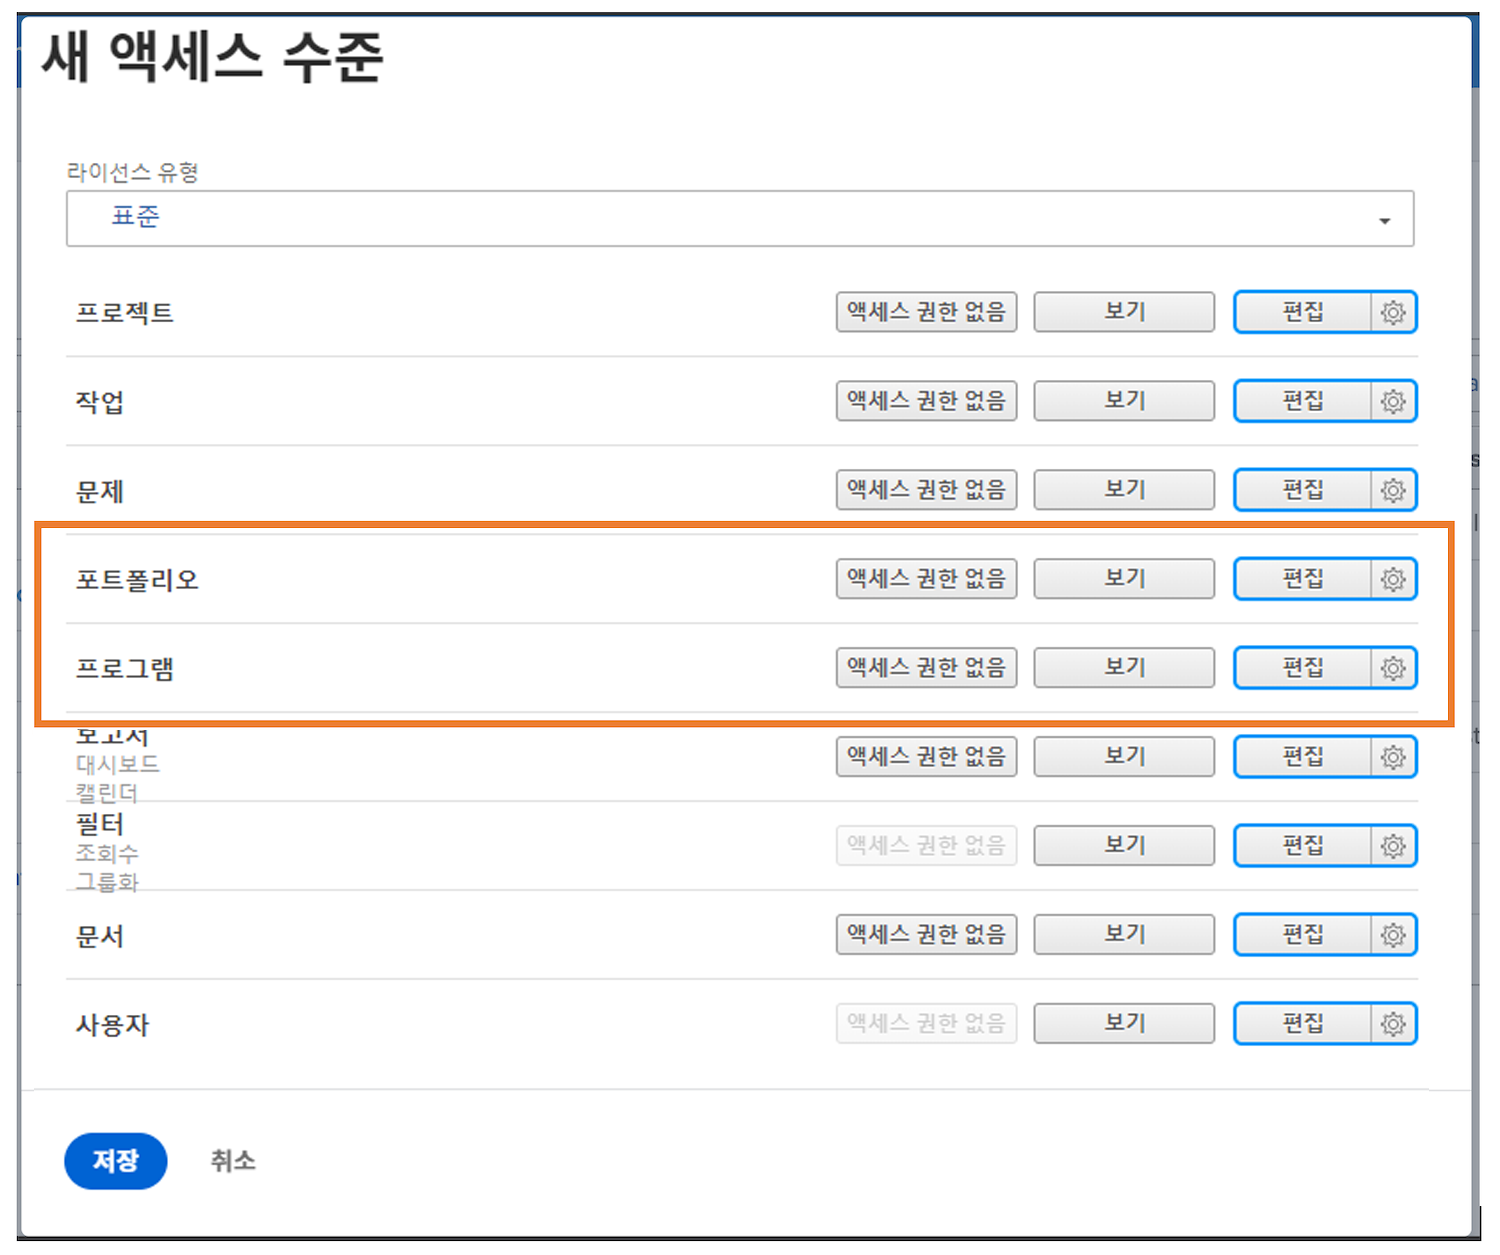 새 액세스 수준
라이선스 유형
표준
프로젝트 액세스 권한 없음 보기 편집
작업 액세스 권한 없음 보기 편집
문제 액세스 권한 없음 보기 편집
포트폴리오 액세스 권한 없음 보기 편집
프로그램 액세스 권한 없음 보기 편집
보고서 액세스 권한 없음 보기 편집
대시보드
캘린더
필터 액세스 권한 없음 보기 편집
조회수
그룹화
문서 액세스 권한 없음 보기 편집
사용자 액세스 권한 없음 보기 편집
저장 취소